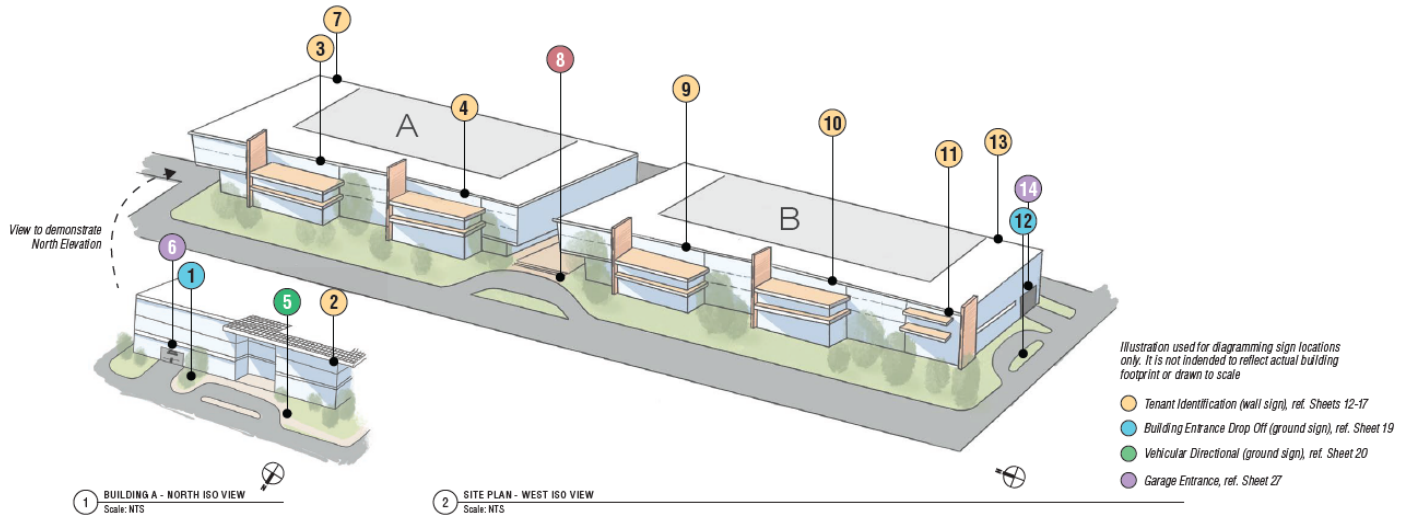 7
3
8
4
9
10
11
13
14
12
A
B
View to demonstrate
North Elevation
6
1
5
2
Illustration used for diagramming sign locations
only. It is not indended to reflect actual building
footprint or drawn to scale
Tenant Identification (wall sign), ref. Sheets 12-17
Building Entrance Drop Off (ground sign), ref. Sheet 19
Vehicular Directional (ground sign), ref. Sheet 20
Garage Entrance, ref. Sheet 27
N
N
1 BUILDING A - NORTH ISO VIEW
Scale: NTS
2 SITE PLAN - WEST ISO VIEW
Scale: NTS